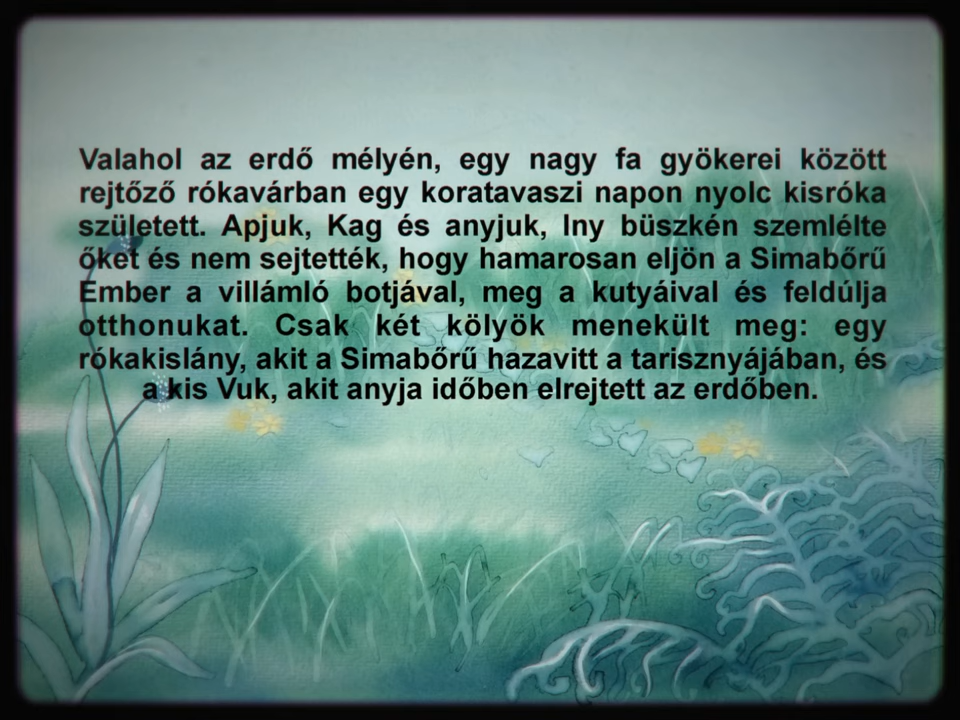 Valahol az erdő mélyén, egy nagy fa gyökerei között
rejtőző rókavárban egy koratavaszi napon nyolc kisróka
született. Apjuk, Kag és anyjuk, Iny büszkén szemlélte
őket és nem sejtették, hogy hamarosan eljön a Simabőrű
Ember a villámló botjával, meg a kutyáival és feldúlja
otthonukat. Csak két kölyök menekült meg: egy
rókakislány, akit a Simabőrű hazavitt a tarisznyájában, és
a kis Vuk, akit anyja időben elrejtett az erdőben.